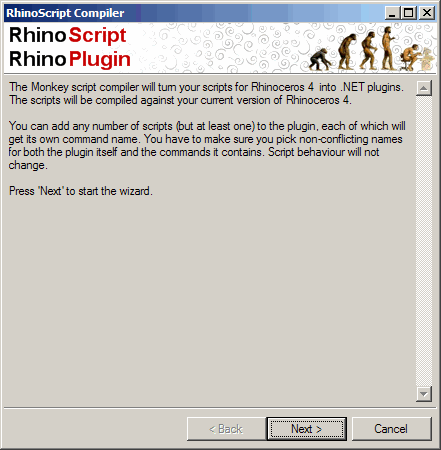 RhinoScript Compiler
RhinoScript
RhinoPlugin
The Monkey script compiler will turn your scripts for Rhinoceros 4 into .NET plugins.
The scripts will be compiled against your current version of Rhinoceros 4.
You can add any number of scripts (but at least one) to the plugin, each of which will
get its own command name. You have to make sure you pick non-conflicting names
for both the plugin itself and the commands it contains. Script behaviour will not
change.
Press 'Next' to start the wizard.
< Back
Next >
Cancel